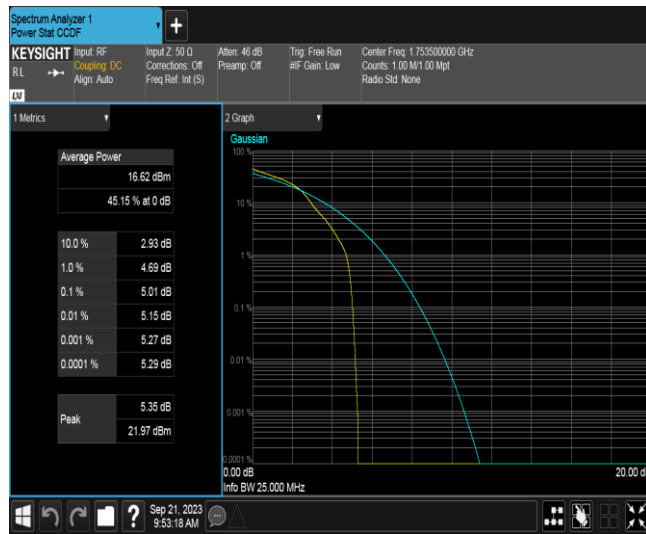 Spectrum Analyzer 1
Power Stat CCDF
+
KEYSIGHT
RL
LXI
Input: RF
Coupling: DC
Align: Auto
Input Z: 50 Ω
Corrections: Off
Freq Ref: Int (S)
Atten: 46 dB
Preamp: Off
Trig: Free Run
#IF Gain: Low
Center Freq: 1.753500000 GHz
Counts: 1.00 M/1.00 Mpt
Radio Std: None
1 Metrics
Average Power
16.62 dBm
45.15 % at 0 dB
10.0 % 2.93 dB
1.0 % 4.69 dB
0.1 % 5.01 dB
0.01 % 5.15 dB
0.001 % 5.27 dB
0.0001 % 5.29 dB
Peak
5.35 dB
21.97 dBm
2 Graph
Gaussian
100 %
10 %
1 %
0.1 %
0.01 %
0.001 %
0.0001 %
0.00 dB
20.00 d
Info BW 25.000 MHz
?
Sep 21, 2023
9:53:18 AM